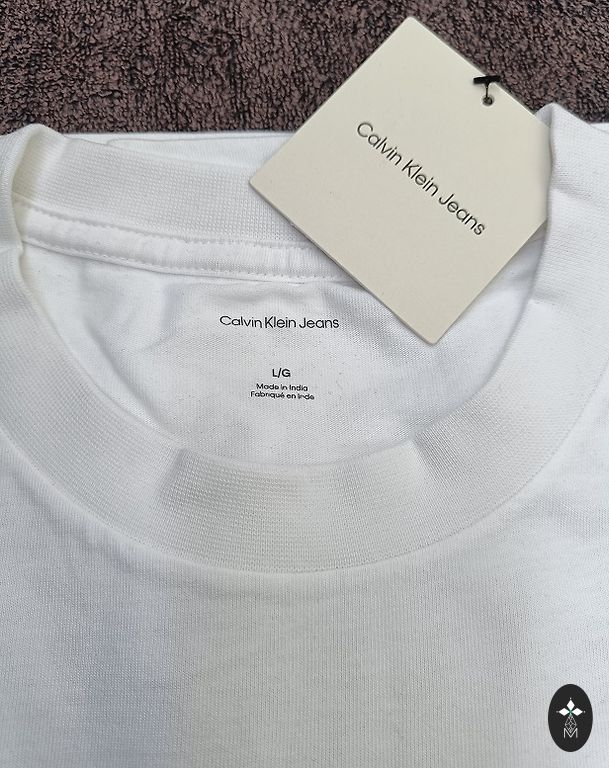 Calvin Klein Jeans
Calvin Klein Jeans
L/G
Made in India
Fabriqué en Inde
M